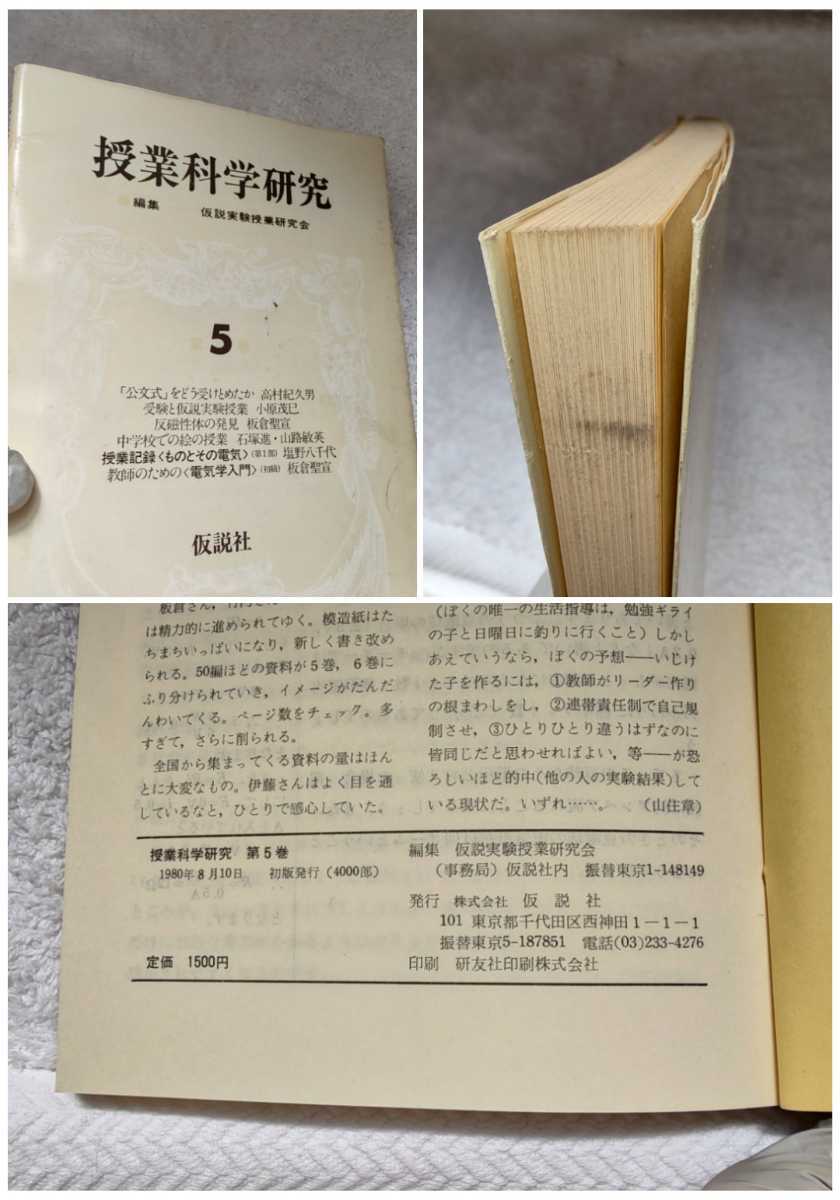 授業科学研究
編集 仮説実験授業研究会
5
「公文式」をどう受けとめたか 高村紀久男
受験と仮説実験授業 小原茂巳
反磁性体の発見 板倉聖宣
中学校での絵の授業 石塚進・山路敏英
授業記録〈ものとその電気〉(第1部) 塩野八千代
教師のための〈電気学入門〉(初稿) 板倉聖宣
仮説社
板倉さん,
は精力的に進められてゆく。模造紙はた
ちまちいっぱいになり,新しく書き改め
られる。50編ほどの資料が5巻,6巻に
ふり分けられていき,イメージがだんだ
んわいてくる。ページ数をチェック。多
すぎて,さらに削られる。
全国から集まってくる資料の量はほん
とに大変なもの。伊藤さんはよく目を通
しているなと,ひとりで感心していた。
(ぼくの唯一の生活指導は,勉強ギライ
の子と日曜日に釣りに行くこと)しかし
あえていうなら,ぼくの予想――いじけ
た子を作るには,①教師がリーダー作り
の根まわしをし,②連帯責任制で自己規
制させ,③ひとりひとり違うはずなのに
皆同じだと思わせればよい,等――が恐
ろしいほど的中(他の人の実験結果)して
いる現状だ。いずれ……。 (山住章)
授業科学研究 第5巻
1980年8月10日 初版発行(4000部)
定価 1500円
編集 仮説実験授業研究会
(事務局)仮説社内 振替東京1-148149
発行 株式会社 仮説社
101 東京都千代田区西神田1-1-1
振替東京5-187851 電話(03)233-4276
印刷 研友社印刷株式会社